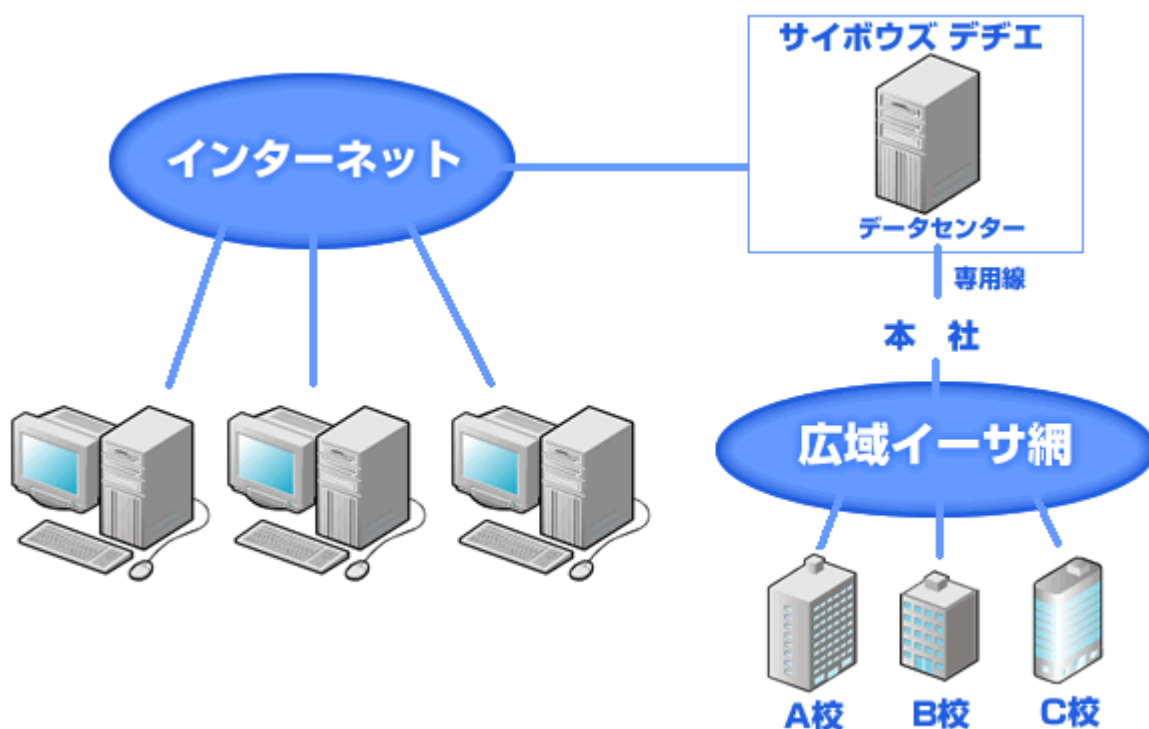 サイボウズ デヂエ
インターネット
データセンター
専用線
本 社
広域イーサ網
A校
B校
C校